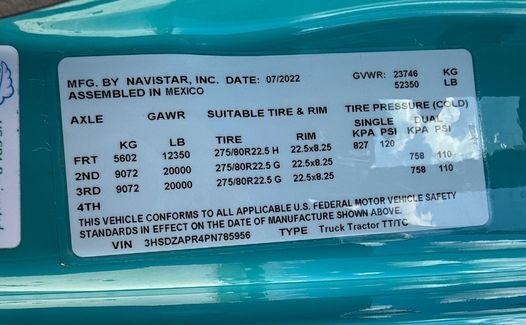 MFG. BY NAVISTAR, INC. DATE: 07/2022 GVWR: 23746 KG
ASSEMBLED IN MEXICO 52350 LB
AXLE GAWR SUITABLE TIRE & RIM TIRE PRESSURE (COLD)
SINGLE DUAL
KG LB TIRE RIM KPA PSI KPA PSI
FRT 5602 12350 275/80R22.5 H 22.5x8.25 827 120
2ND 9072 20000 275/80R22.5 G 22.5x8.25 758 110
3RD 9072 20000 275/80R22.5 G 22.5x8.25 758 110
4TH
THIS VEHICLE CONFORMS TO ALL APPLICABLE U.S. FEDERAL MOTOR VEHICLE SAFETY
STANDARDS IN EFFECT ON THE DATE OF MANUFACTURE SHOWN ABOVE.
VIN 3HSDZAPR4PN785956 TYPE Truck Tractor TT/TC